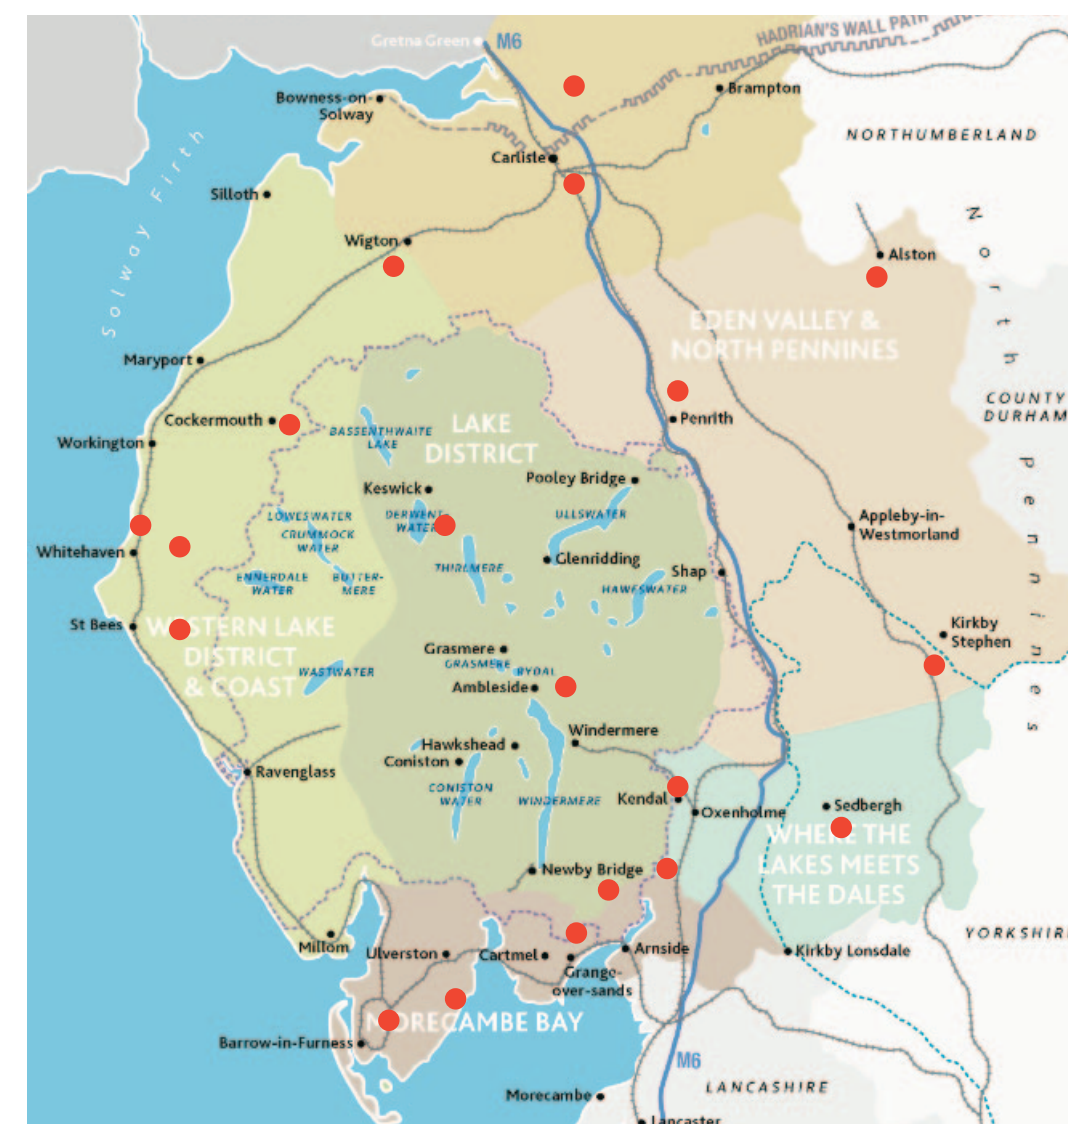 Gretna Green
M6
HADRIAN'S WALL PATH
Bowness-on-
Solway
Brampton
NORTHUMBERLAND
Carlisle
Solway Firth
Silloth
Wigton
Alston
North Pennines
EDEN VALLEY &
NORTH PENNINES
Maryport
COUNTY
DURHAM
Cockermouth
BASSENTHWAITE
LAKE
LAKE
DISTRICT
Penrith
Workington
Keswick
Pooley Bridge
LOWESWATER
DERWENT-
WATER
ULLSWATER
Appleby-in-
Westmorland
CRUMMOCK
WATER
Whitehaven
Glenridding
THIRLMERE
Shap
ENNERDALE
WATER
BUTTER-
MERE
HAWESWATER
St Bees
WESTERN LAKE
DISTRICT
& COAST
Kirkby
Stephen
Grasmere
GRASMERE
RYDAL
WASTWATER
Ambleside
Windermere
Hawkshead
Coniston
Ravenglass
CONISTON
WATER
WINDERMERE
Kendal
Oxenholme
Sedbergh
WHERE THE
LAKES MEETS
THE DALES
Newby Bridge
Millom
Ulverston
Cartmel
Arnside
Kirkby Lonsdale
YORKSHIR
Grange-
over-sands
MORECAMBE BAY
Barrow-in-Furness
M6
LANCASHIRE
Morecambe
Lancaster